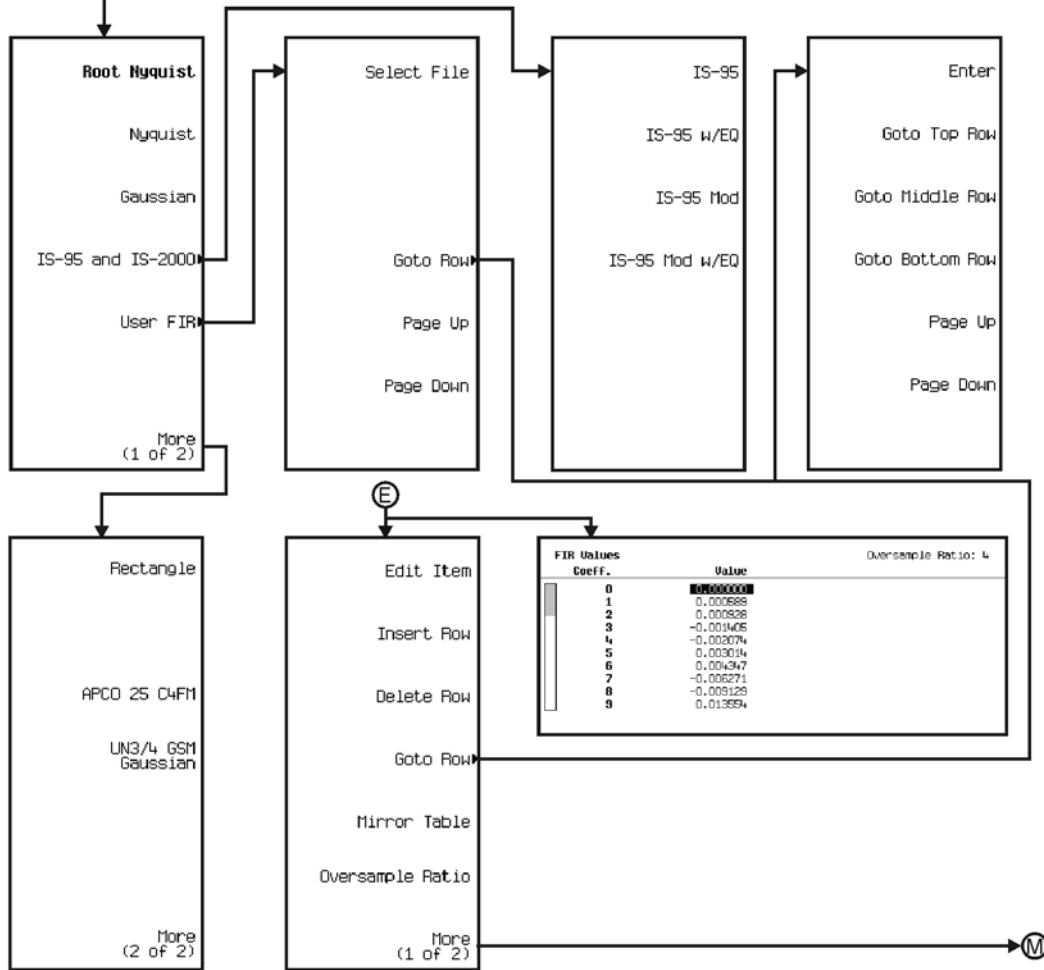 Root Nyquist
Nyquist
Gaussian
IS-95 and IS-2000
User FIR
More
(1 of 2)
Select File
Goto Row
Page Up
Page Down
IS-95
IS-95 w/EQ
IS-95 Mod
IS-95 Mod w/EQ
Enter
Goto Top Row
Goto Middle Row
Goto Bottom Row
Page Up
Page Down
Rectangle
APCO 25 C4FM
UN3/4 GSM
Gaussian
More
(2 of 2)
E
Edit Item
Insert Row
Delete Row
Goto Row
Mirror Table
Oversample Ratio
More
(1 of 2)
FIR Values Oversample Ratio: 4
Coeff. Value
0 0.000000
1 0.000589
2 0.000928
3 -0.001405
4 -0.002074
5 0.003014
6 0.004347
7 -0.006271
8 -0.009129
9 0.013554
M